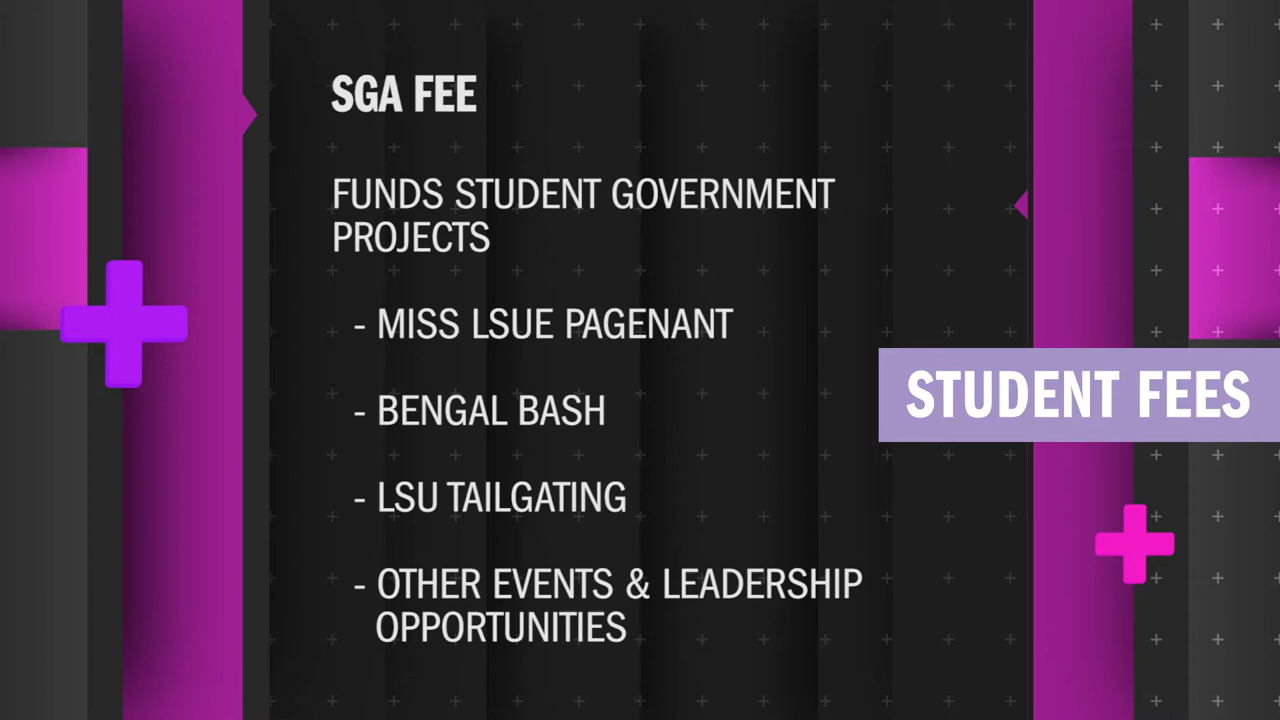 SGA FEE
FUNDS STUDENT GOVERNMENT
PROJECTS
- MISS LSUE PAGENANT
- BENGAL BASH
STUDENT FEES
- LSU TAILGATING
- OTHER EVENTS & LEADERSHIP
OPPORTUNITIES